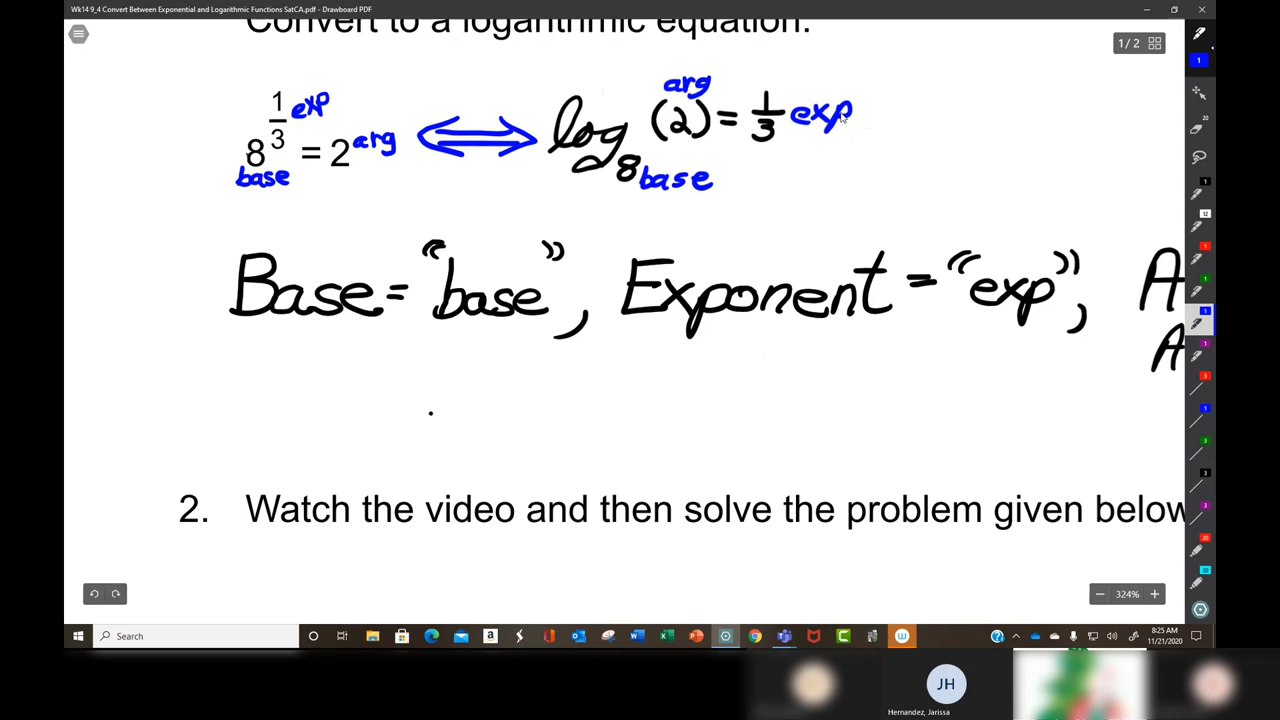 Wk14 9_4 Convert Between Exponential and Logarithmic Functions SatCA.pdf - Drawboard PDF
Convert to a logarithmic equation.
1 / 2
8^{1/3} exp = 2 arg ⟺ log_8 (2) = 1/3 exp
arg
base
base
Base = "base", Exponent = "exp", A
A
2. Watch the video and then solve the problem given below
324%
Search
8:25 AM
11/21/2020
JH
Hernandez, Jarissa